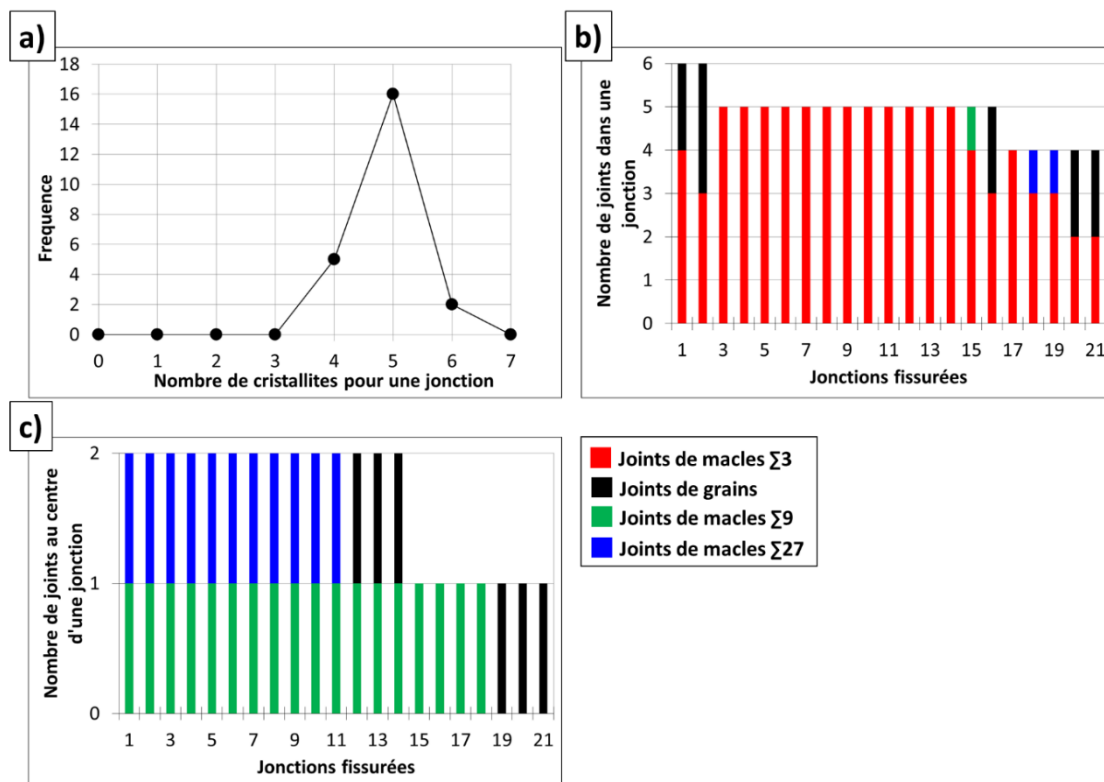 a)
18
16
14
12
10
8
6
4
2
0
Frequence
0 1 2 3 4 5 6 7
Nombre de cristallites pour une jonction
b)
6
5
4
3
2
1
0
Nombre de joints dans une
jonction
1 3 5 7 9 11 13 15 17 19 21
Jonctions fissurées
c)
2
1
0
Nombre de joints au centre
d'une jonction
1 3 5 7 9 11 13 15 17 19 21
Jonctions fissurées
Joints de macles ∑3
Joints de grains
Joints de macles ∑9
Joints de macles ∑27